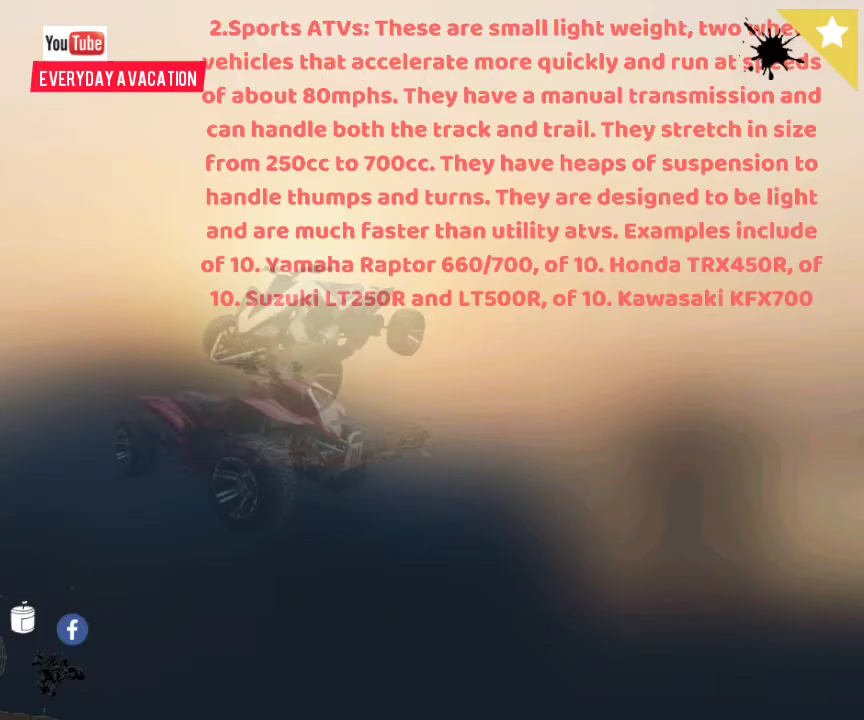 2.Sports ATVs: These are small light weight, two wheel
vehicles that accelerate more quickly and run at speeds
of about 80mphs. They have a manual transmission and
can handle both the track and trail. They stretch in size
from 250cc to 700cc. They have heaps of suspension to
handle thumps and turns. They are designed to be light
and are much faster than utility atvs. Examples include
of 10. Yamaha Raptor 660/700, of 10. Honda TRX450R, of
10. Suzuki LT250R and LT500R, of 10. Kawasaki KFX700
YouTube
EVERYDAY A VACATION
f